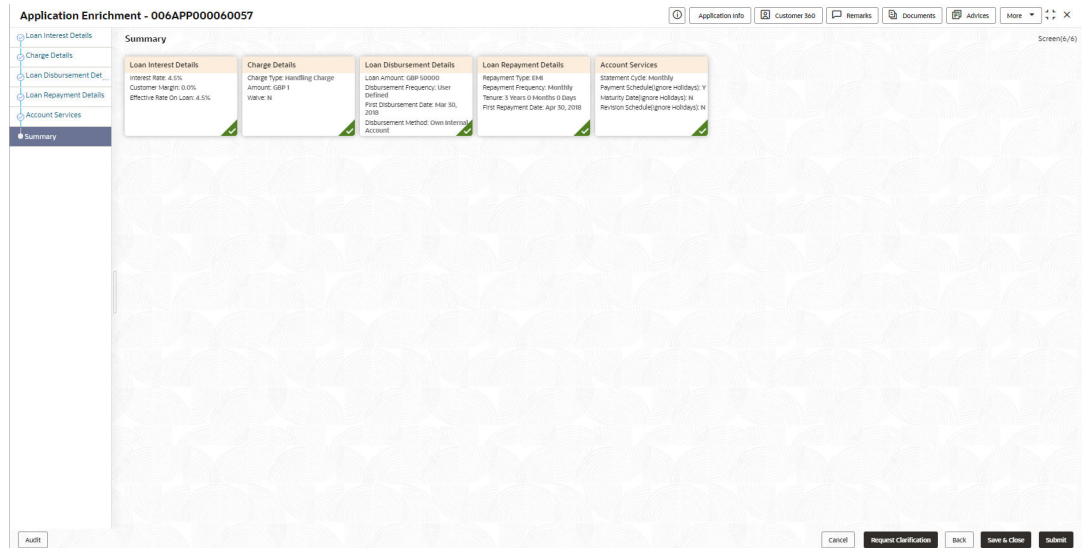 Application Enrichment - 006APP000060057
Application Info
Customer 360
Remarks
Documents
Advices
More
Loan Interest Details
Charge Details
Loan Disbursement Det...
Loan Repayment Details
Account Services
Summary
Summary
Screen(6/6)
Loan Interest Details
Interest Rate: 4.5%
Customer Margin: 0.0%
Effective Rate On Loan: 4.5%
Charge Details
Charge Type: Handling Charge
Amount: GBP 1
Waive: N
Loan Disbursement Details
Loan Amount: GBP 50000
Disbursement Frequency: User
Defined
First Disbursement Date: Mar 30,
2018
Disbursement Method: Own Internal
Account
Loan Repayment Details
Repayment Type: EMI
Repayment Frequency: Monthly
Tenure: 3 Years 0 Months 0 Days
First Repayment Date: Apr 30, 2018
Account Services
Statement Cycle: Monthly
Payment Schedule(Ignore Holidays): Y
Maturity Date(Ignore Holidays): N
Revision Schedule(Ignore Holidays): N
Audit
Cancel
Request Clarification
Back
Save & Close
Submit